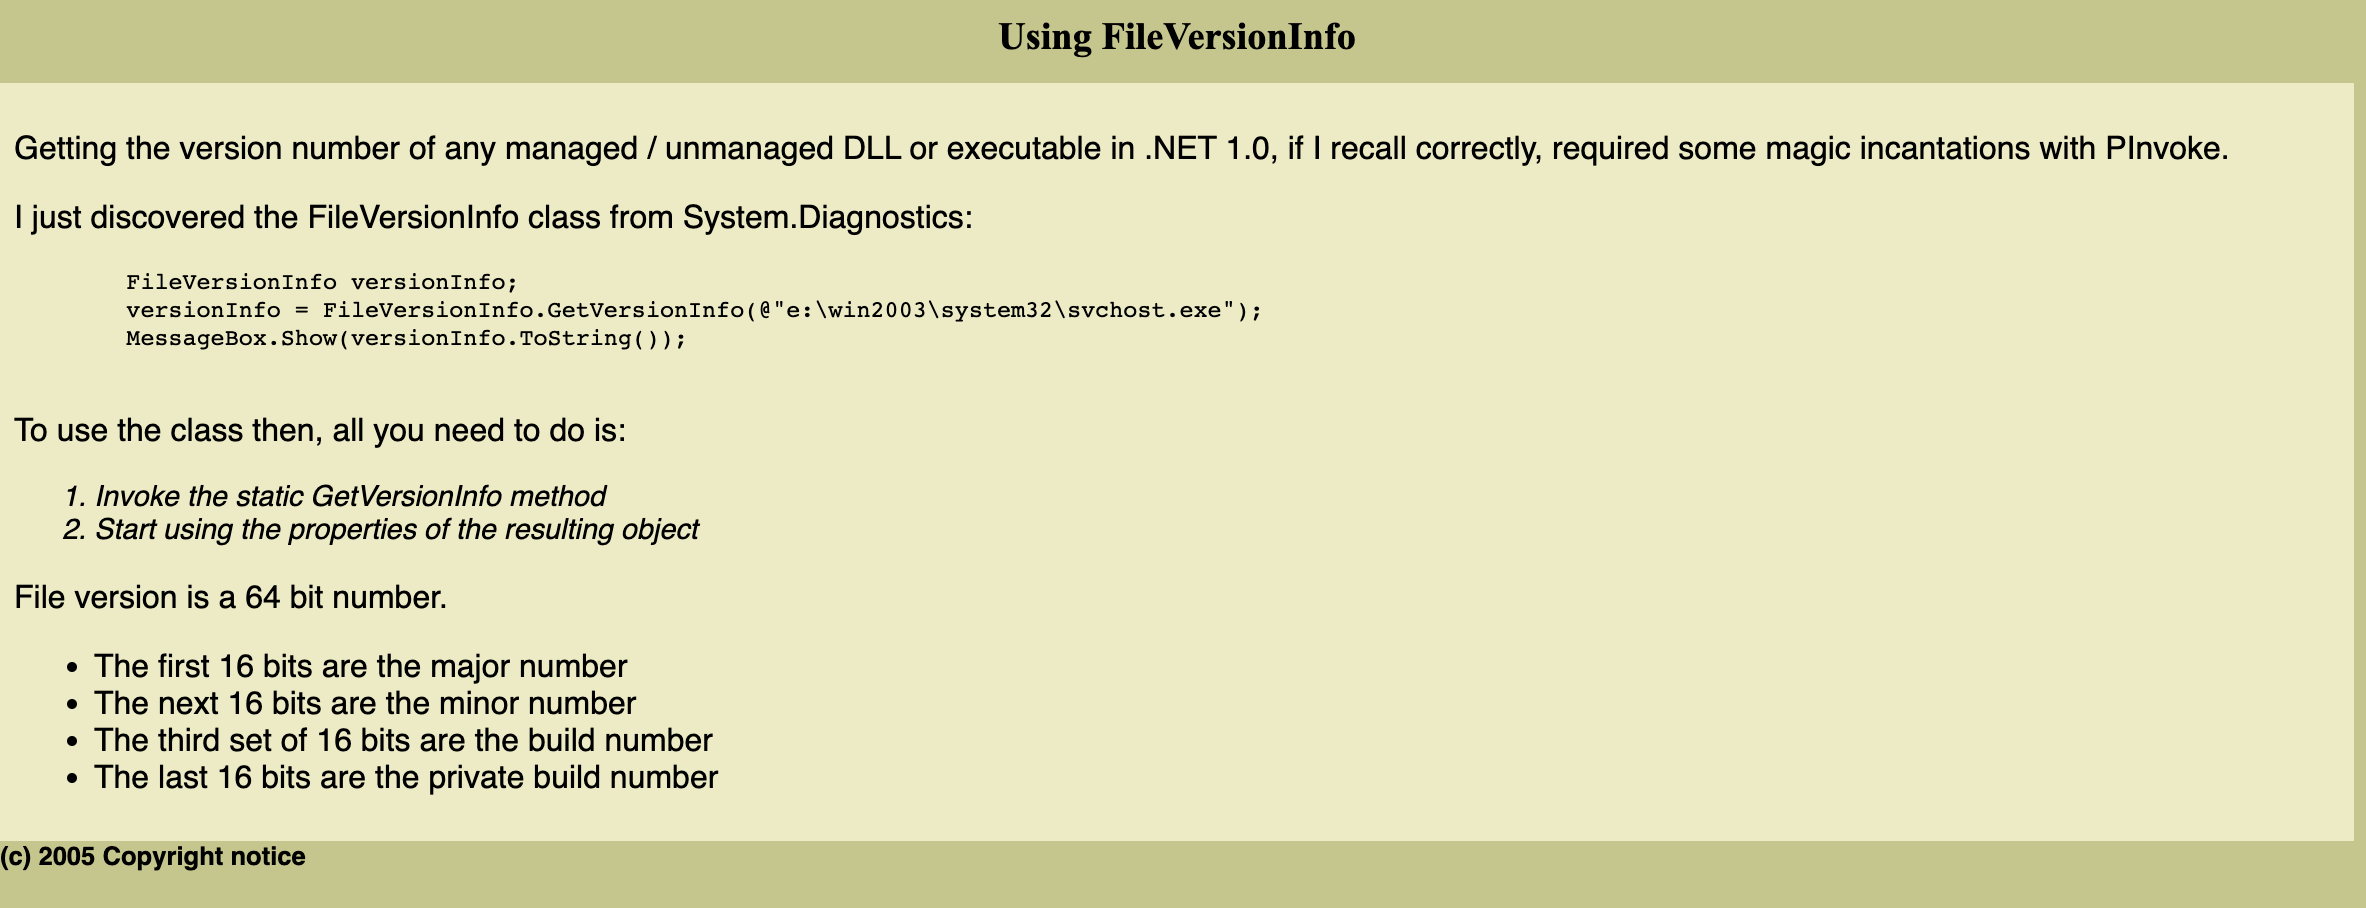 Using FileVersionInfo
Getting the version number of any managed / unmanaged DLL or executable in .NET 1.0, if I recall correctly, required some magic incantations with PInvoke.
I just discovered the FileVersionInfo class from System.Diagnostics:
FileVersionInfo versionInfo;
versionInfo = FileVersionInfo.GetVersionInfo(@"e:\win2003\system32\svchost.exe");
MessageBox.Show(versionInfo.ToString());
To use the class then, all you need to do is:
1. Invoke the static GetVersionInfo method
2. Start using the properties of the resulting object
File version is a 64 bit number.
• The first 16 bits are the major number
• The next 16 bits are the minor number
• The third set of 16 bits are the build number
• The last 16 bits are the private build number
(c) 2005 Copyright notice